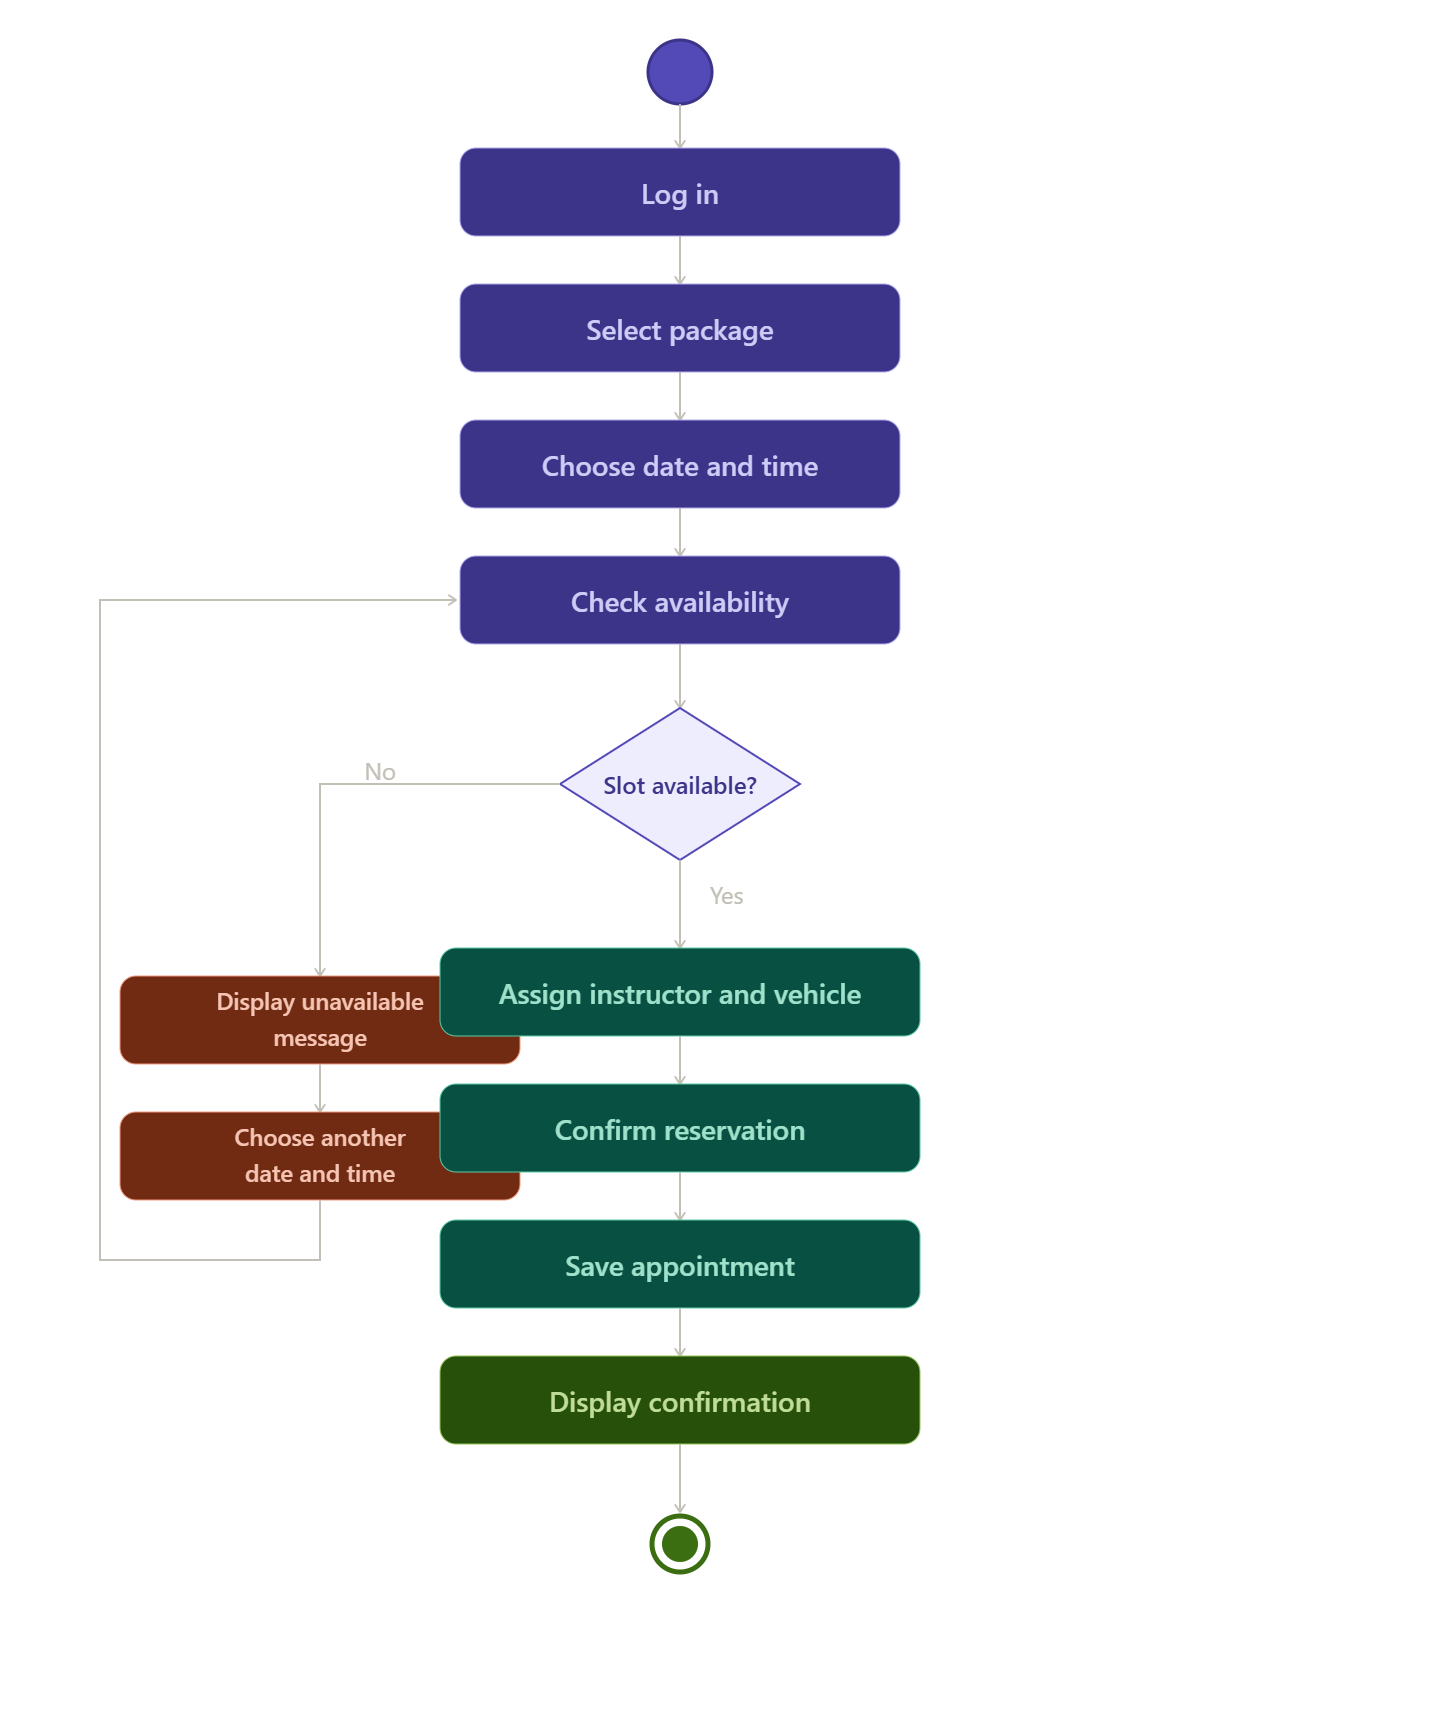 Log in
Select package
Choose date and time
Check availability
Slot available?
No
Yes
Display unavailable
message
Choose another
date and time
Assign instructor and vehicle
Confirm reservation
Save appointment
Display confirmation